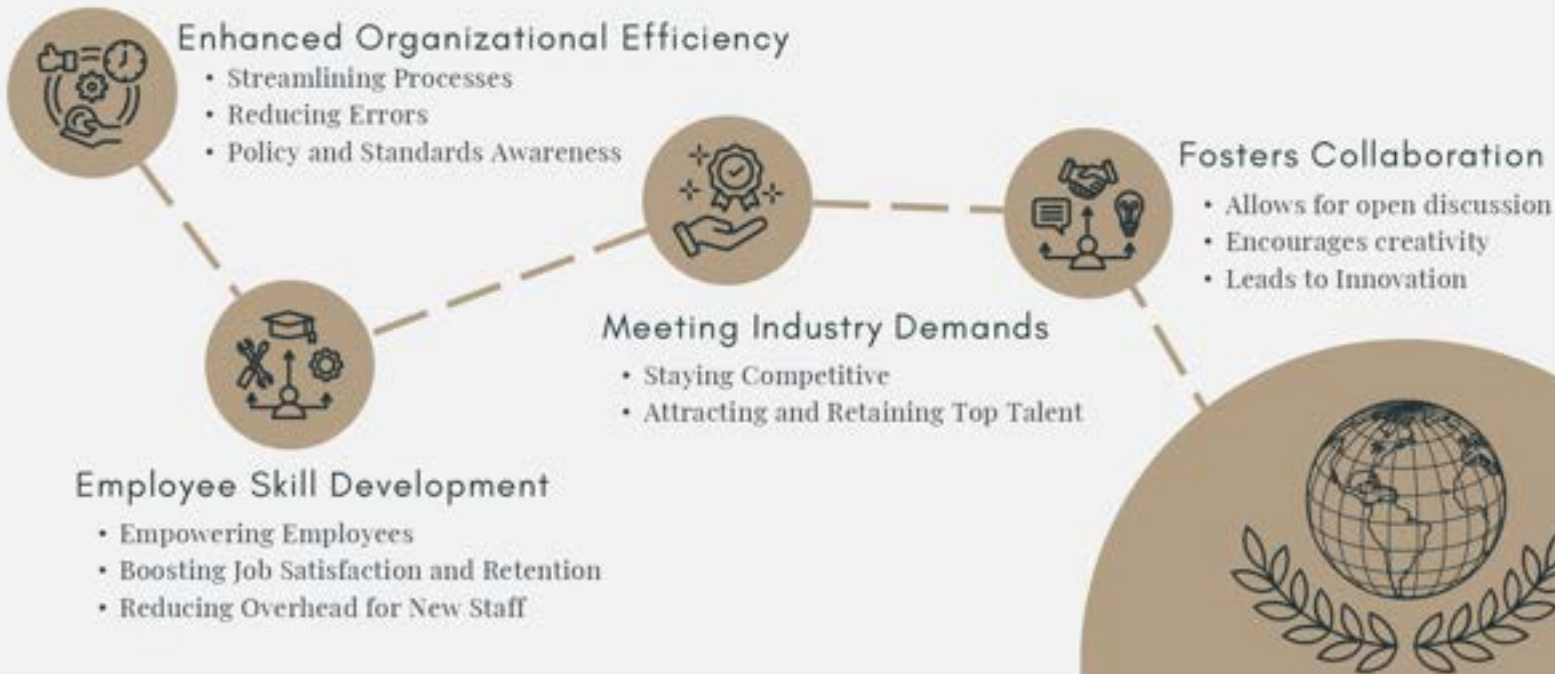 Enhanced Organizational Efficiency
• Streamlining Processes
• Reducing Errors
• Policy and Standards Awareness
Employee Skill Development
• Empowering Employees
• Boosting Job Satisfaction and Retention
• Reducing Overhead for New Staff
Meeting Industry Demands
• Staying Competitive
• Attracting and Retaining Top Talent
Fosters Collaboration
• Allows for open discussion
• Encourages creativity
• Leads to Innovation